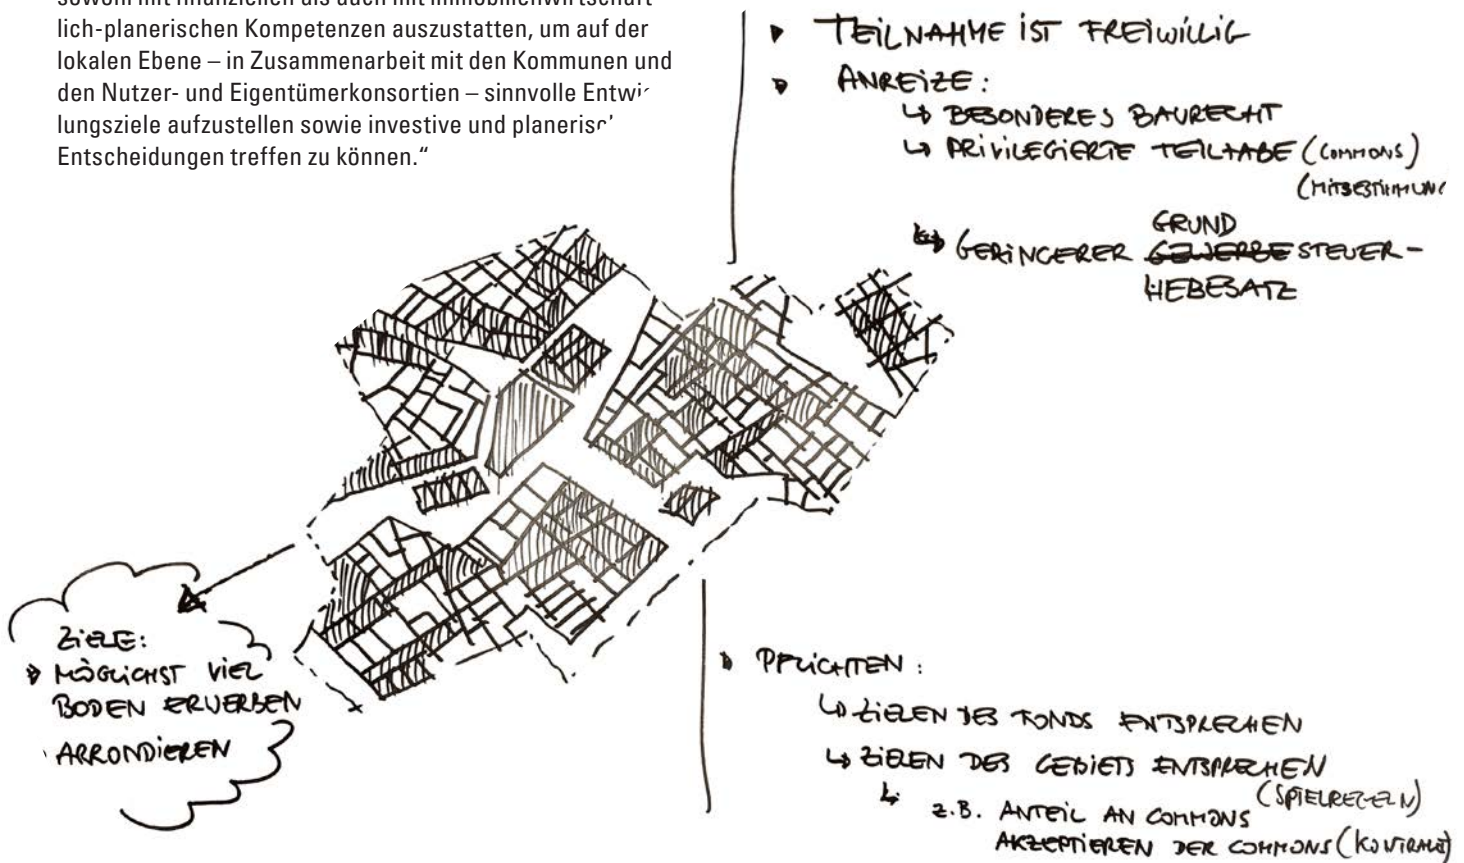 lich-planerischen Kompetenzen auszustatten, um auf der
lokalen Ebene – in Zusammenarbeit mit den Kommunen und
den Nutzer- und Eigentümerkonsortien – sinnvolle
lungsziele aufzustellen sowie investive und
Entscheidungen treffen zu können.“
TEILNAHME IST FREIWILLIG
ANREIZE:
↳ BESONDERES BAURECHT
↳ PRIVILEGIERTE TEILHABE (COMMONS)
(MITBESTIMMUNG
GRUND
↳ GERINGERER GEWERBE STEUER-
HEBESATZ
ZIELE:
MÖGLICHST VIEL
BODEN ERWERBEN
ARRONDIEREN
PFLICHTEN:
↳ ZIELEN DES FONDS ENTSPRECHEN
↳ ZIELEN DES GEBIETS ENTSPRECHEN
(SPIELREGELN)
↳ z.B. ANTEIL AN COMMONS
AKZEPTIEREN DER COMMONS